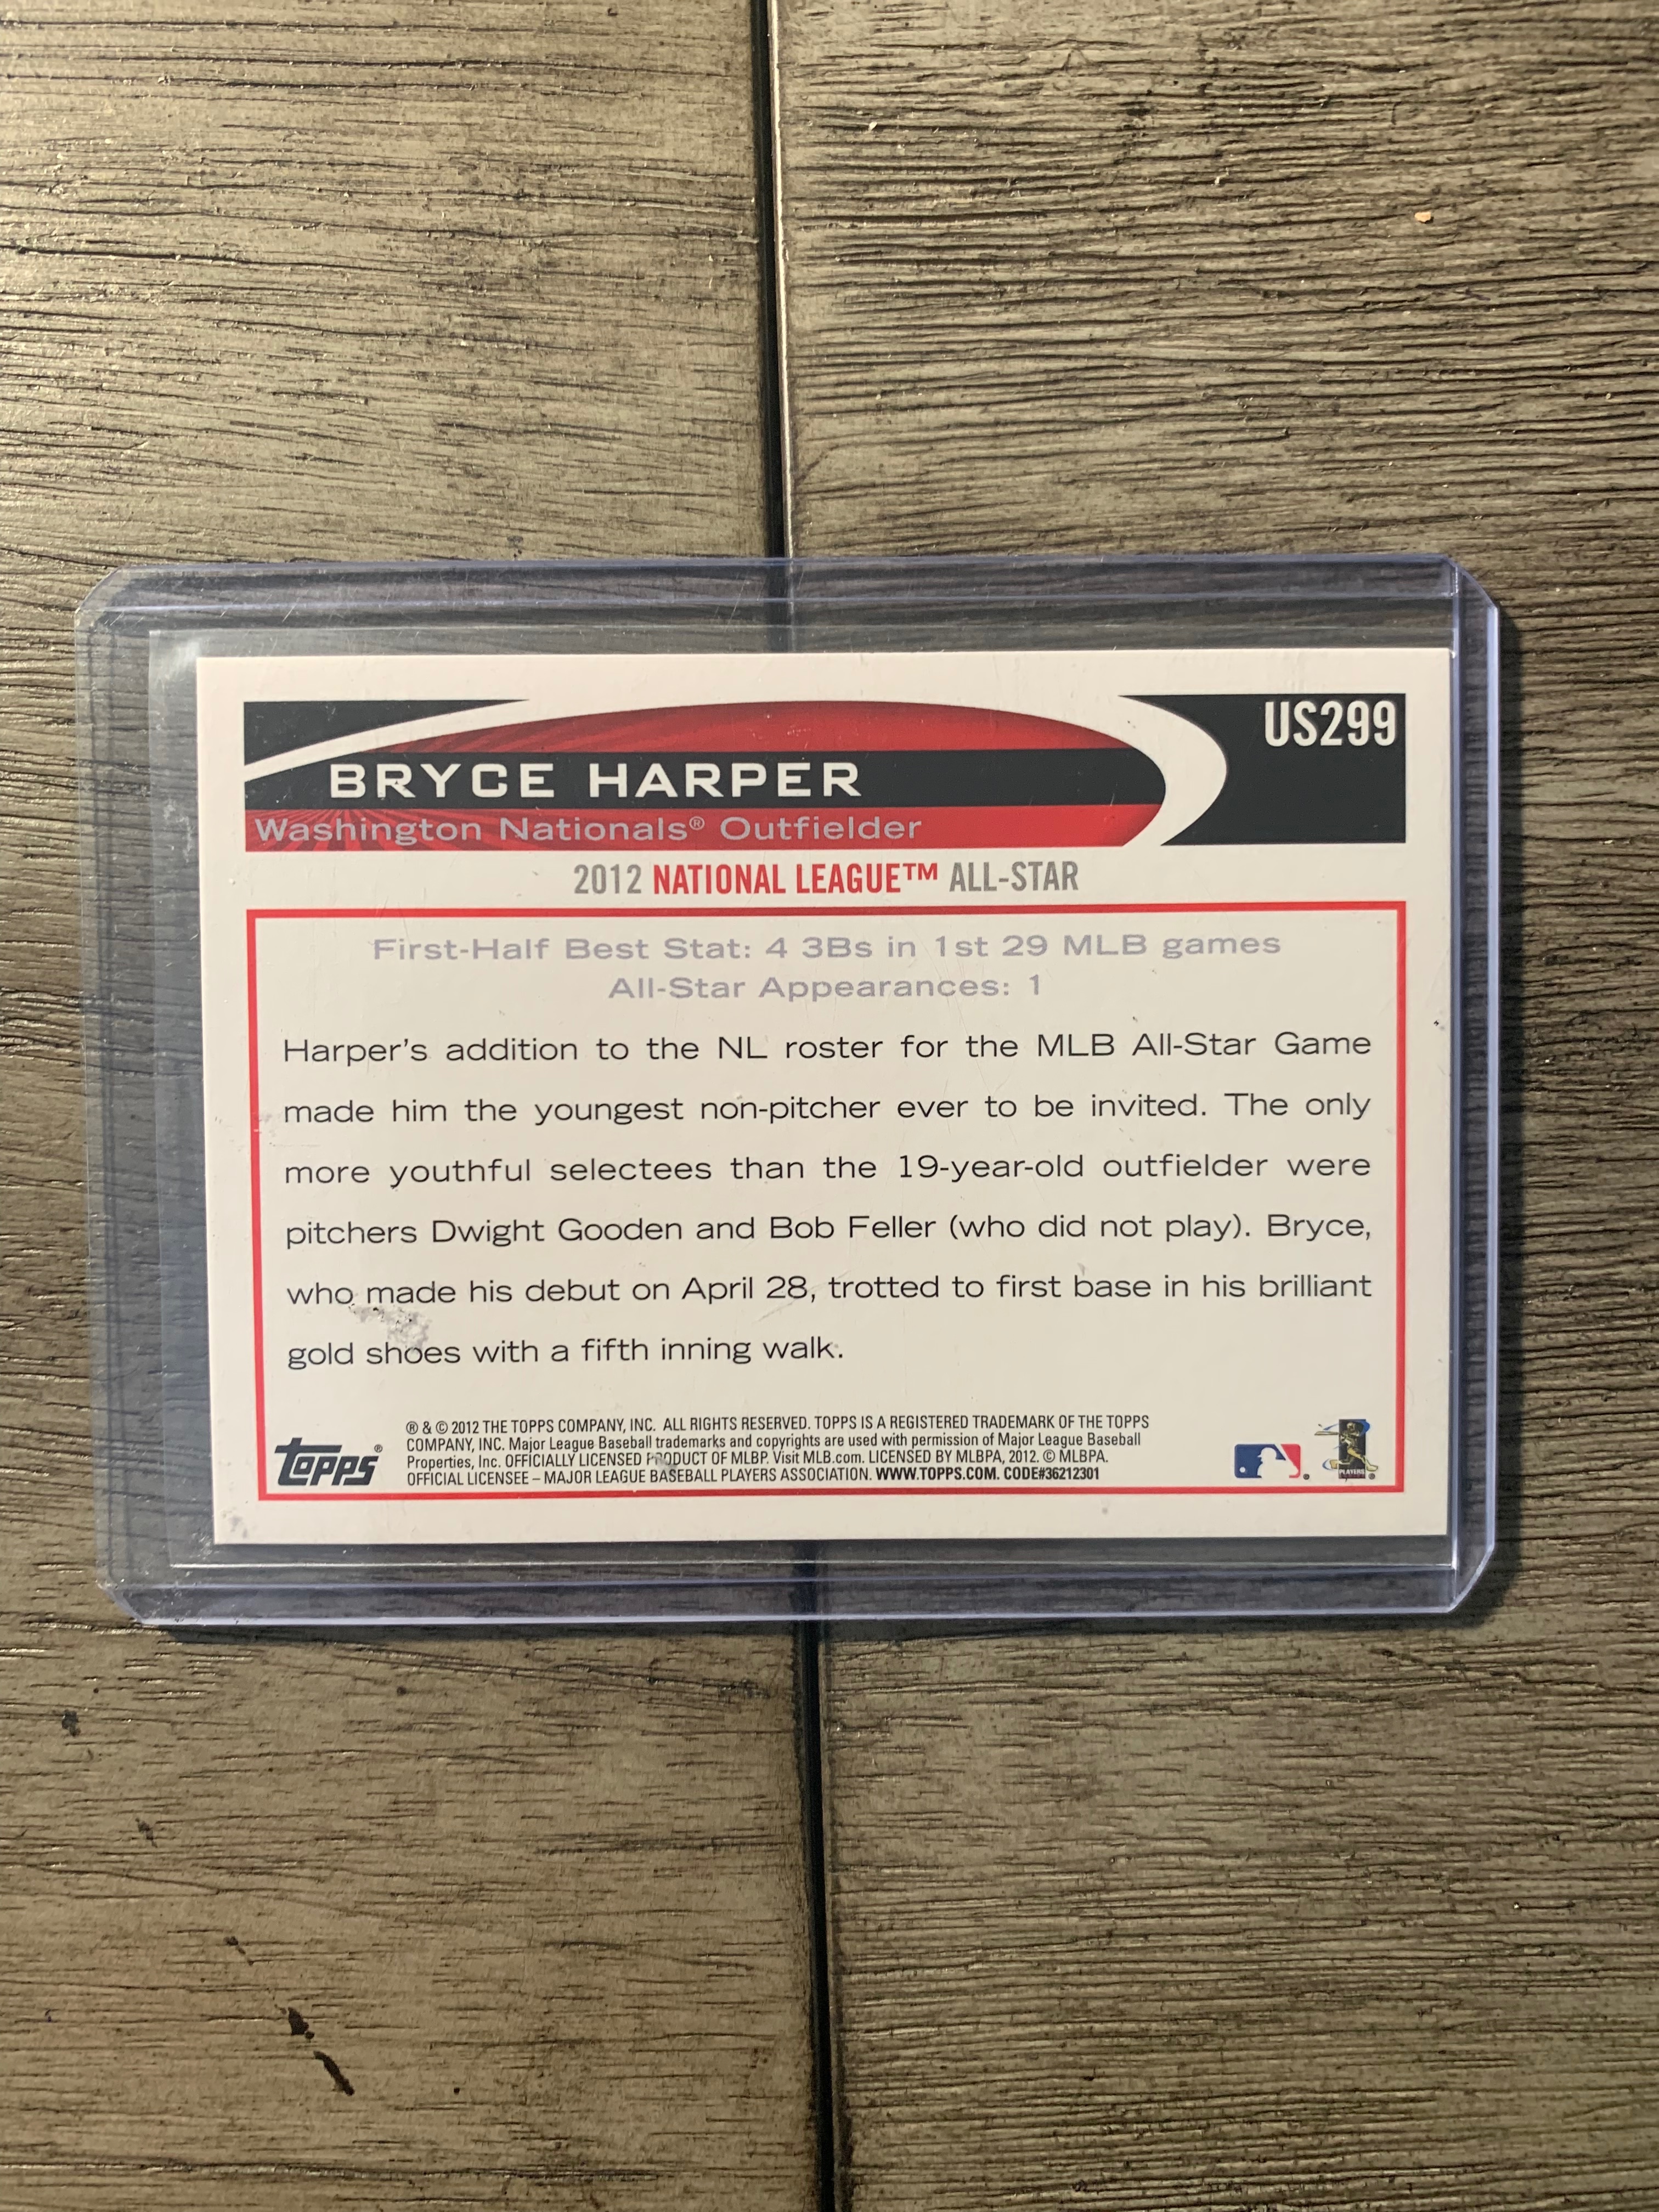 US299
BRYCE HARPER
Washington Nationals® Outfielder
2012 NATIONAL LEAGUE™ ALL-STAR
First-Half Best Stat: 4 3Bs in 1st 29 MLB games
All-Star Appearances: 1
Harper's addition to the NL roster for the MLB All-Star Game
made him the youngest non-pitcher ever to be invited. The only
more youthful selectees than the 19-year-old outfielder were
pitchers Dwight Gooden and Bob Feller (who did not play). Bryce,
who made his debut on April 28, trotted to first base in his brilliant
gold shoes with a fifth inning walk.
Topps®
® & © 2012 THE TOPPS COMPANY, INC. ALL RIGHTS RESERVED. TOPPS IS A REGISTERED TRADEMARK OF THE TOPPS
COMPANY, INC. Major League Baseball trademarks and copyrights are used with permission of Major League Baseball
Properties, Inc. OFFICIALLY LICENSED PRODUCT OF MLBP. Visit MLB.com. LICENSED BY MLBPA, 2012. © MLBPA.
OFFICIAL LICENSEE – MAJOR LEAGUE BASEBALL PLAYERS ASSOCIATION. WWW.TOPPS.COM. CODE#36212301
PLAYERS